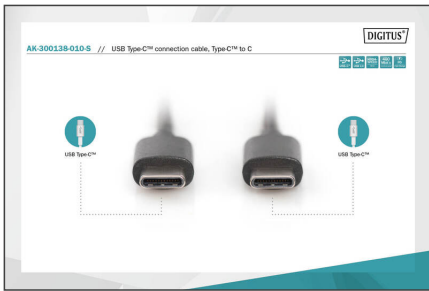 DIGITUS®
AK-300138-010-S // USB Type-C™ connection cable, Type-C™ to C
USB Type-C™
USB Type-C™